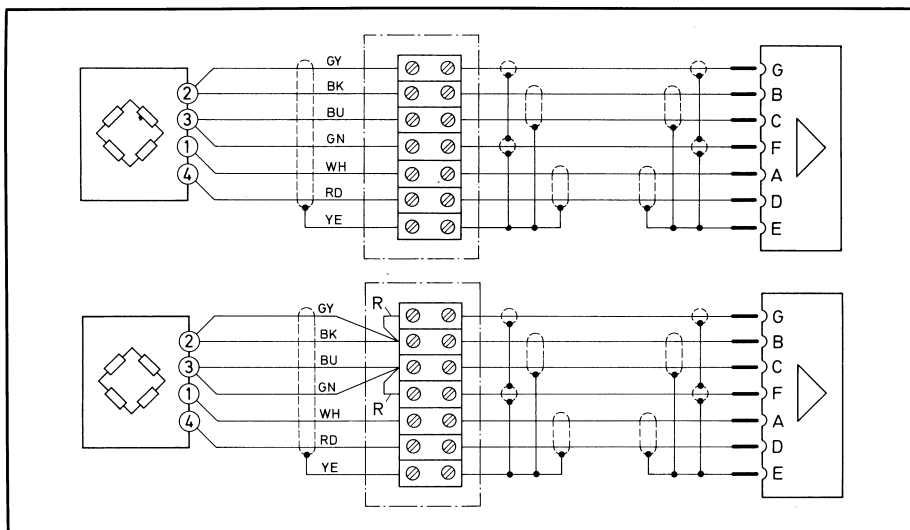 GY G
2 BK B
3 BU C
GN F
1 WH A
4 RD D
YE E
GY R G
2 BK B
3 BU C
GN F
1 R WH A
4 RD D
YE E